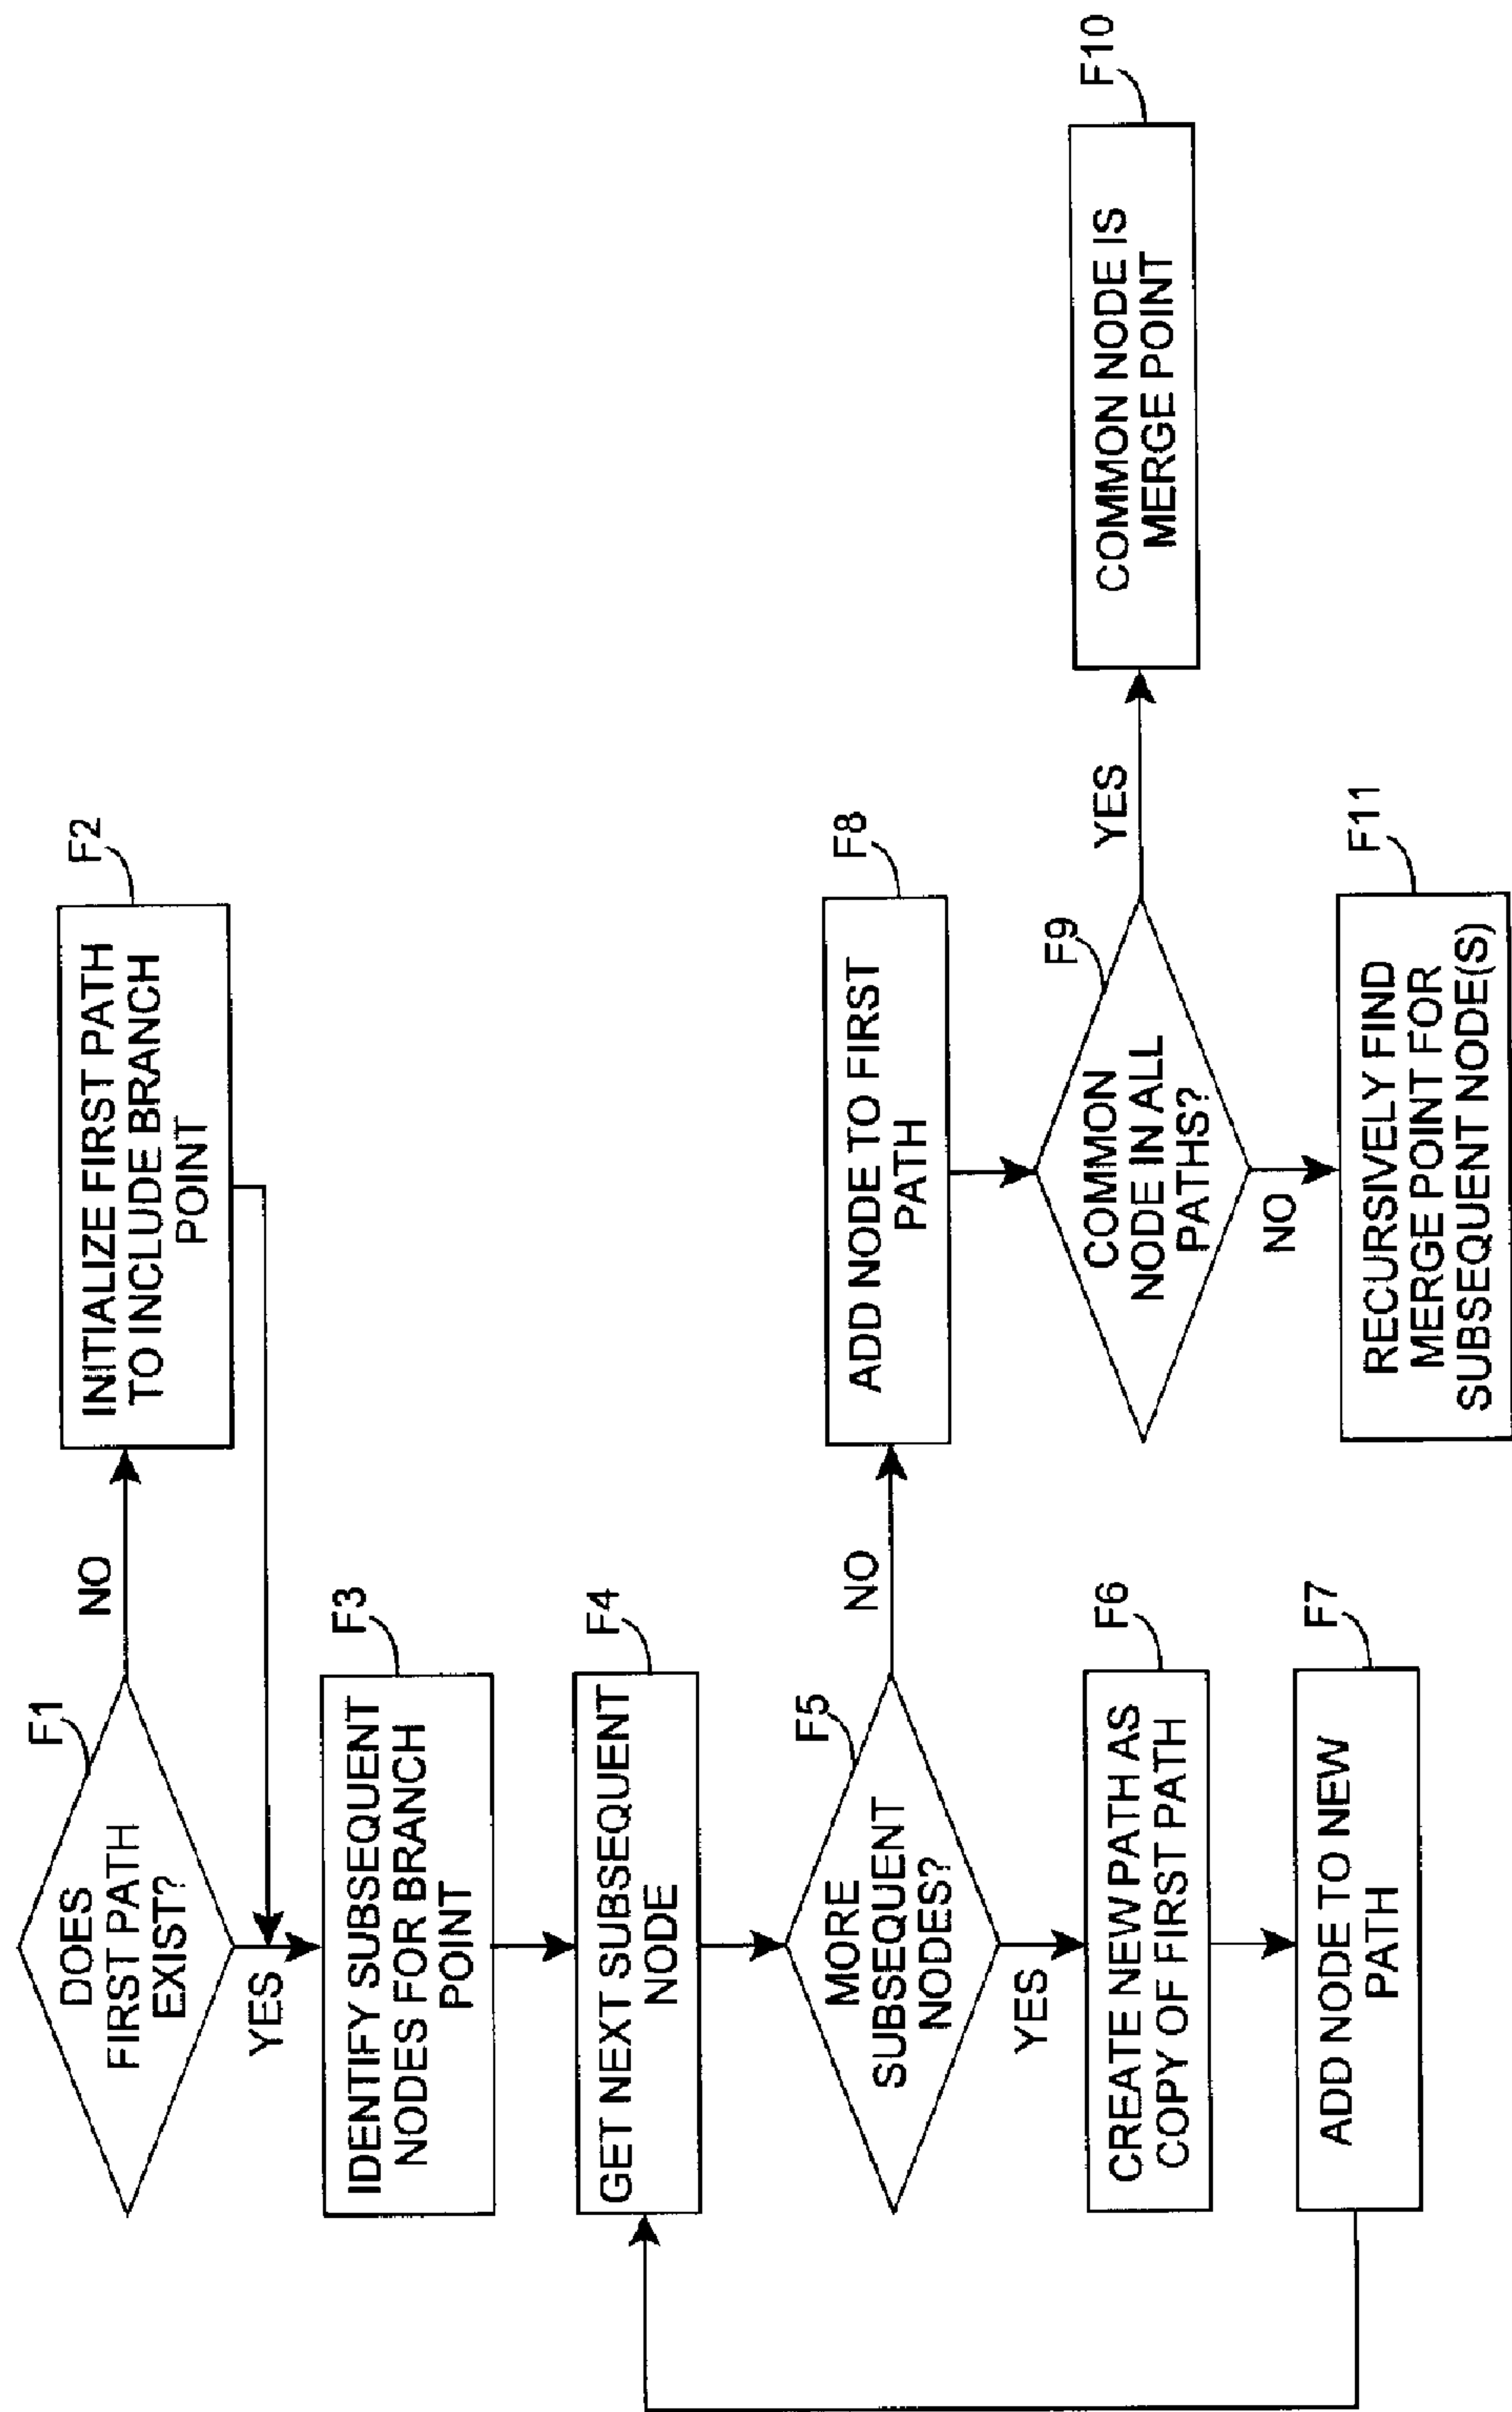 F1
DOES
FIRST PATH
EXIST?
NO
YES
F2
INITIALIZE FIRST PATH
TO INCLUDE BRANCH
POINT
F3
IDENTIFY SUBSEQUENT
NODES FOR BRANCH
POINT
F4
GET NEXT SUBSEQUENT
NODE
F5
MORE
SUBSEQUENT
NODES?
NO
YES
F6
CREATE NEW PATH AS
COPY OF FIRST PATH
F7
ADD NODE TO NEW
PATH
F8
ADD NODE TO FIRST
PATH
F9
COMMON
NODE IN ALL
PATHS?
YES
NO
F10
COMMON NODE IS
MERGE POINT
F11
RECURSIVELY FIND
MERGE POINT FOR
SUBSEQUENT NODE(S)